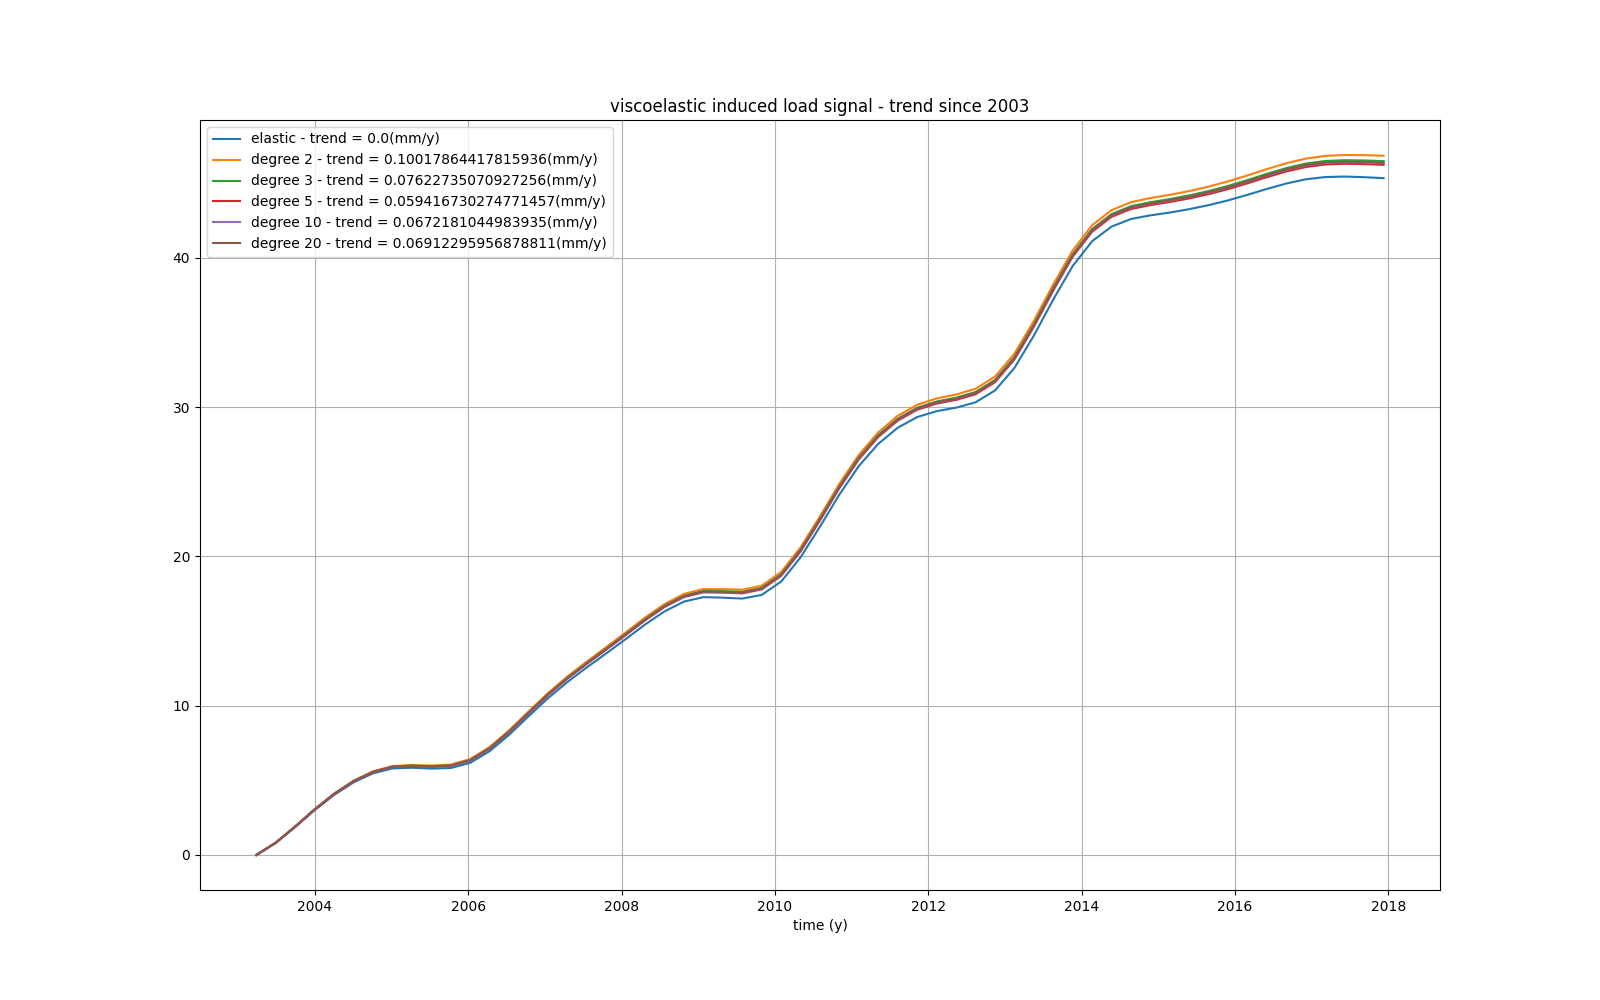 viscoelastic induced load signal - trend since 2003
elastic - trend = 0.0(mm/y)
degree 2 - trend = 0.10017864417815936(mm/y)
degree 3 - trend = 0.07622735070927256(mm/y)
degree 5 - trend = 0.059416730274771457(mm/y)
degree 10 - trend = 0.0672181044983935(mm/y)
degree 20 - trend = 0.06912295956878811(mm/y)
40
30
20
10
0
2004 2006 2008 2010 2012 2014 2016 2018
time (y)